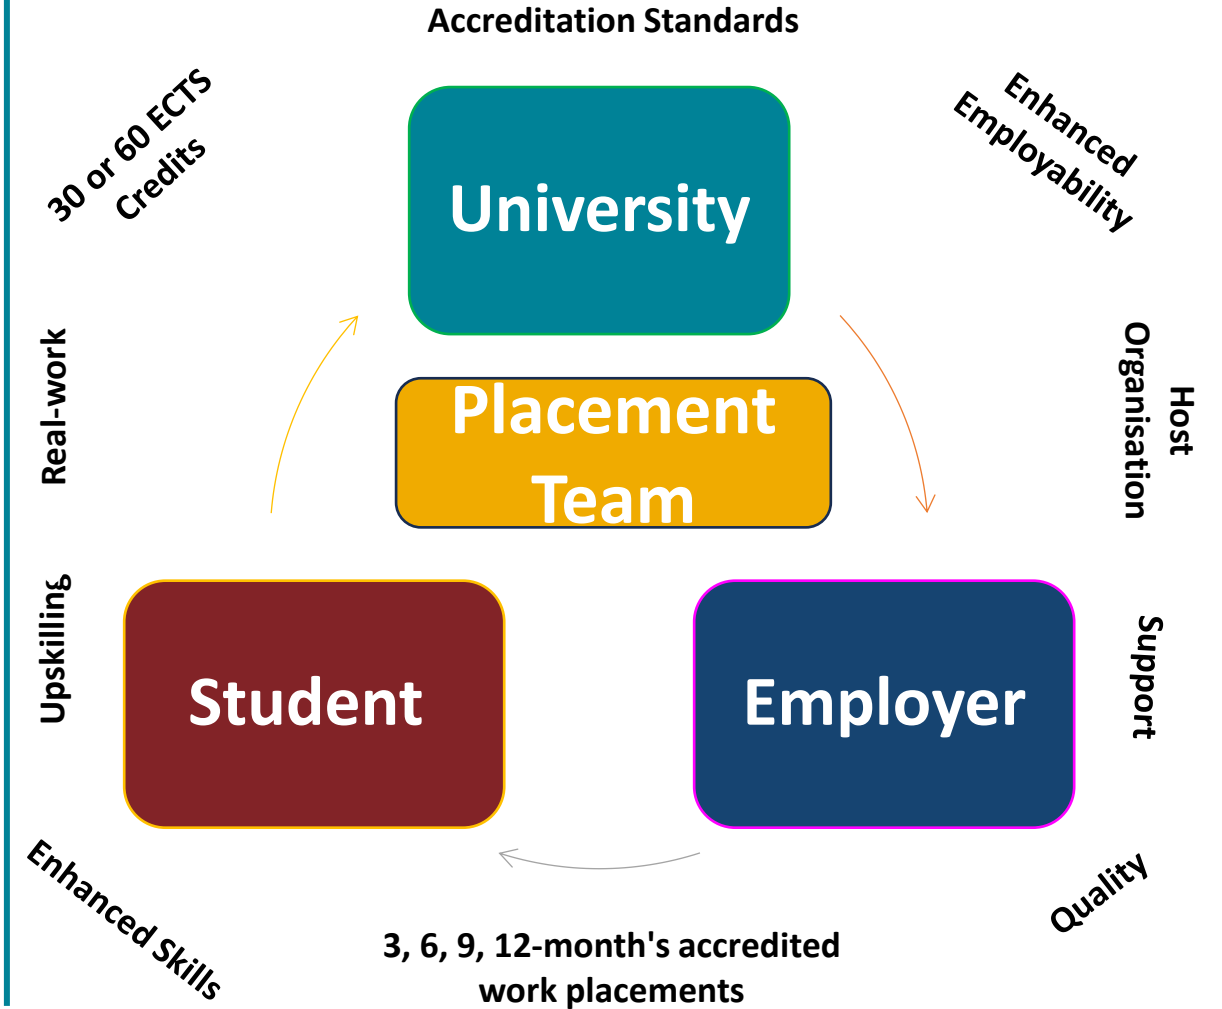 Accreditation Standards
30 or 60 ECTS
Credits
Enhanced
Employability
University
Real-work
Placement
Team
Host
Organisation
Upskilling
Student
Employer
Support
Enhanced Skills
Quality
3, 6, 9, 12-month's accredited
work placements